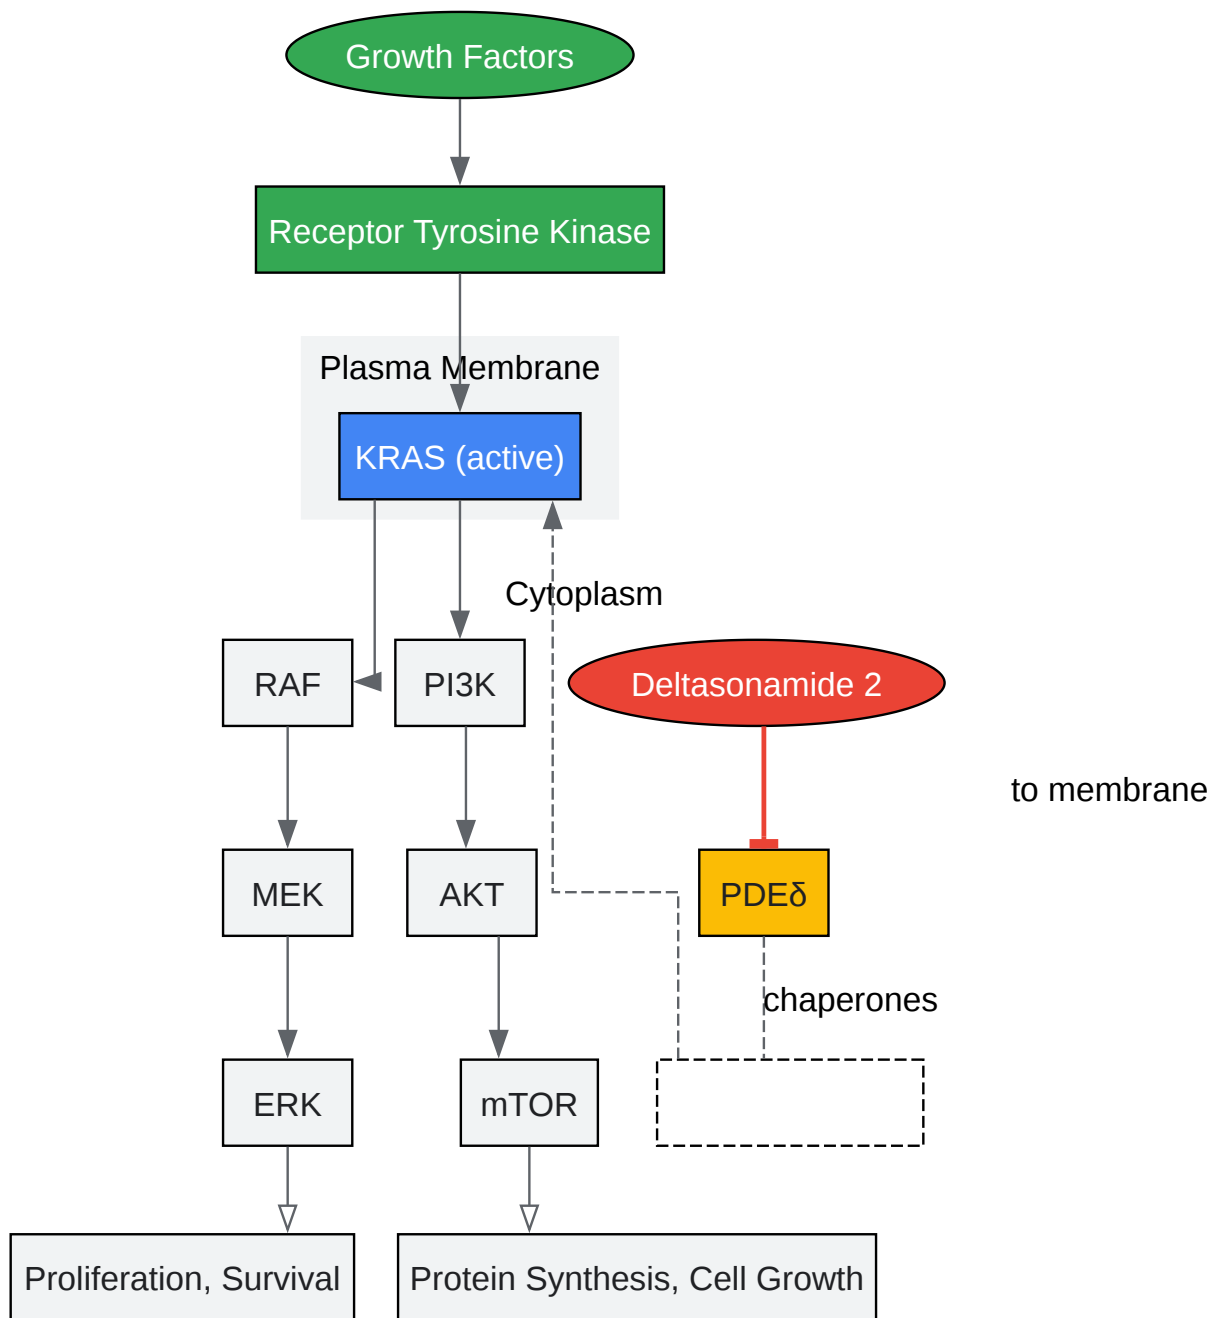 Growth Factors
Receptor Tyrosine Kinase
Plasma Membrane
KRAS (active)
Cytoplasm
RAF
PI3K
Deltasonamide 2
to membrane
MEK
AKT
PDEδ
chaperones
ERK
mTOR
Proliferation, Survival
Protein Synthesis, Cell Growth